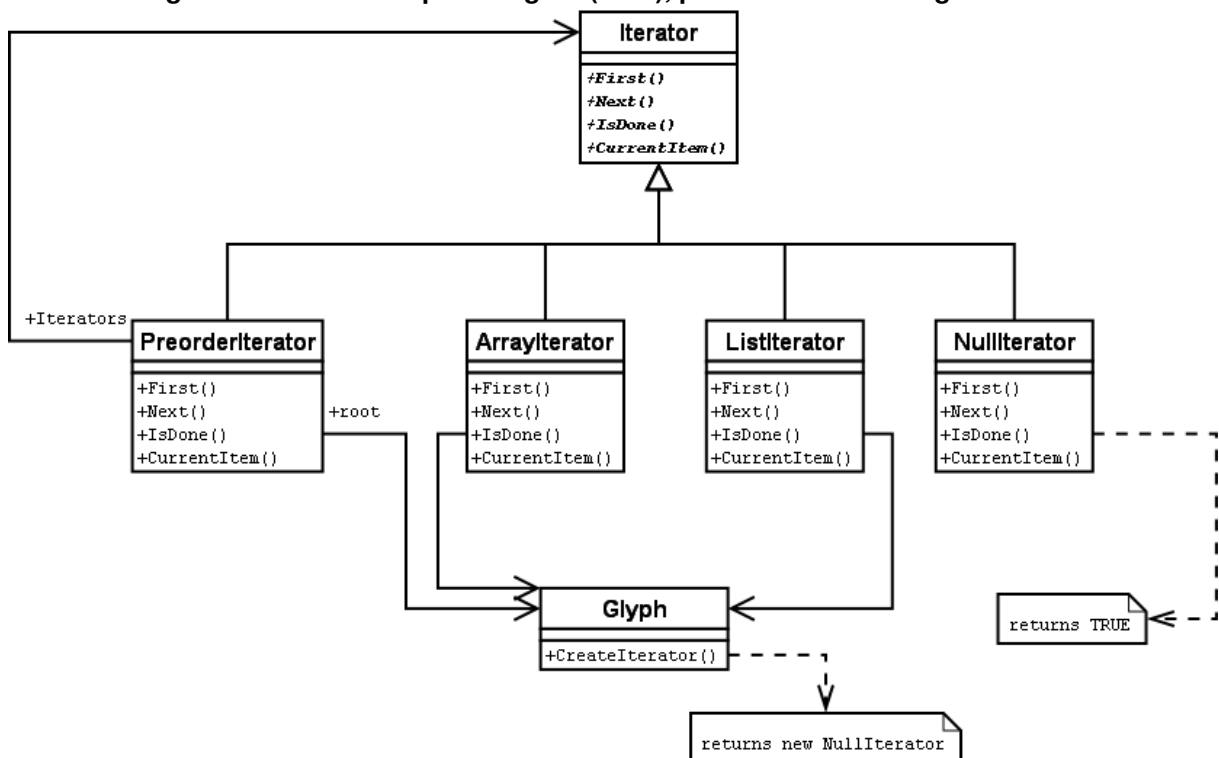 Iterator
+First()
+Next()
+IsDone()
+CurrentItem()
+Iterators
PreorderIterator
+First()
+Next()
+IsDone()
+CurrentItem()
+root
ArrayIterator
+First()
+Next()
+IsDone()
+CurrentItem()
ListIterator
+First()
+Next()
+IsDone()
+CurrentItem()
NullIterator
+First()
+Next()
+IsDone()
+CurrentItem()
Glyph
+CreateIterator()
returns TRUE
returns new NullIterator